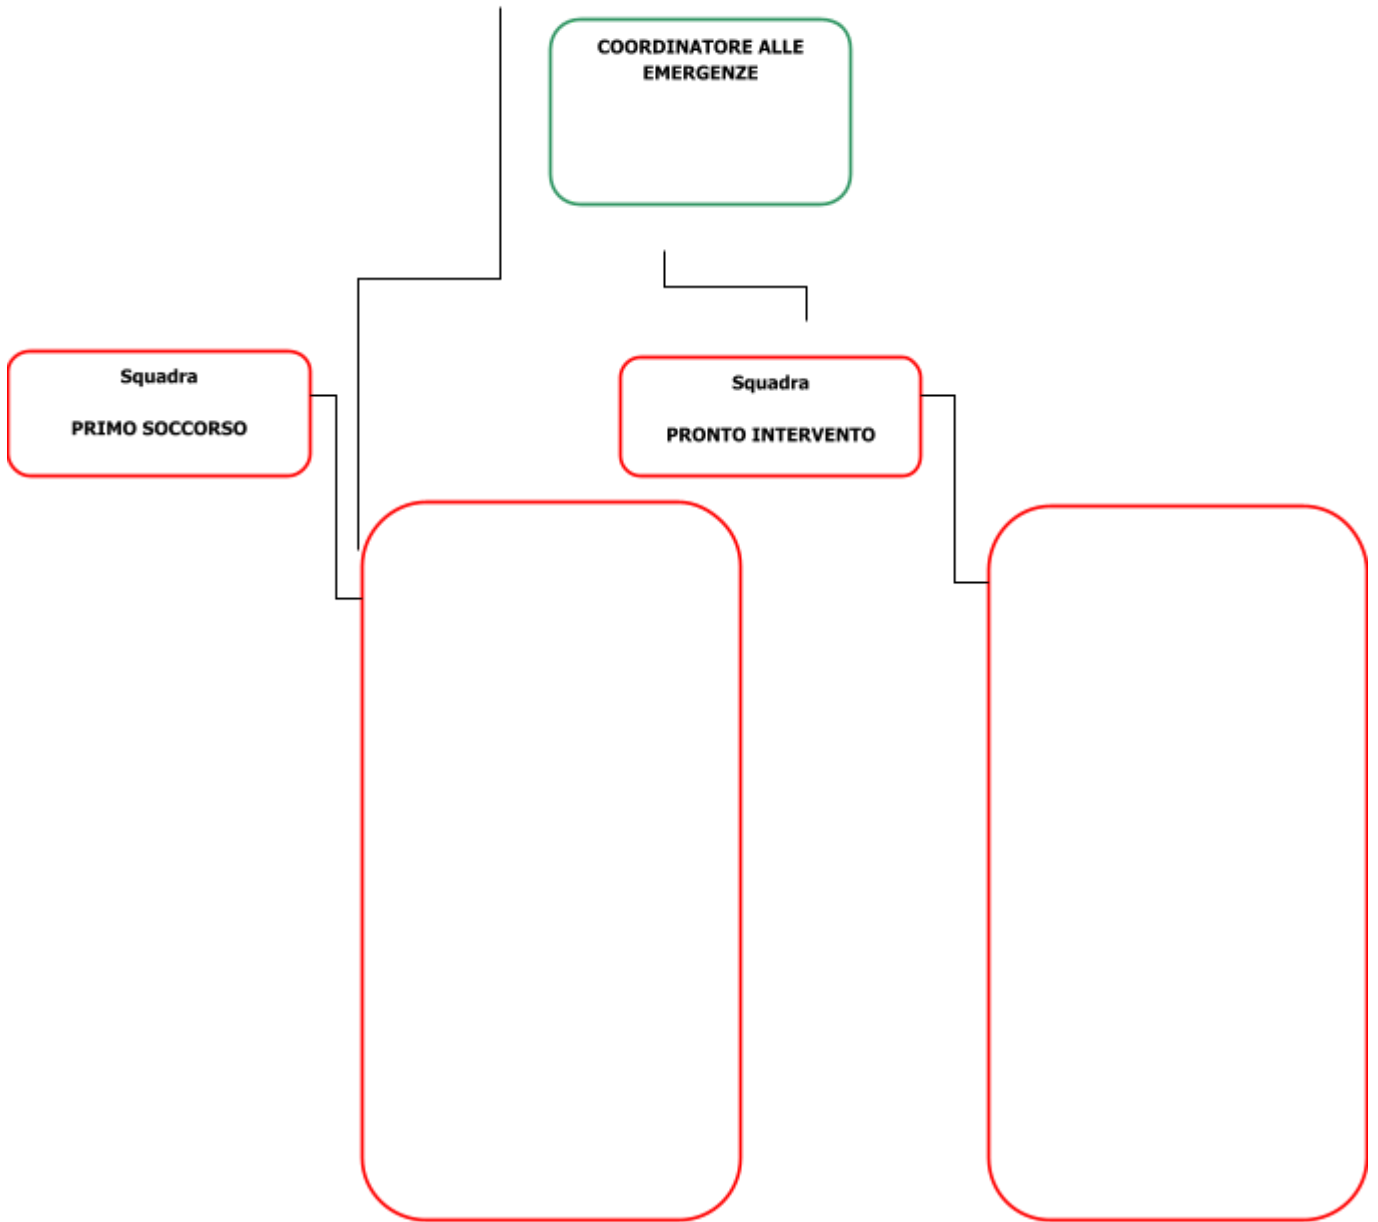 COORDINATORE ALLE
EMERGENZE
Squadra
PRIMO SOCCORSO
Squadra
PRONTO INTERVENTO